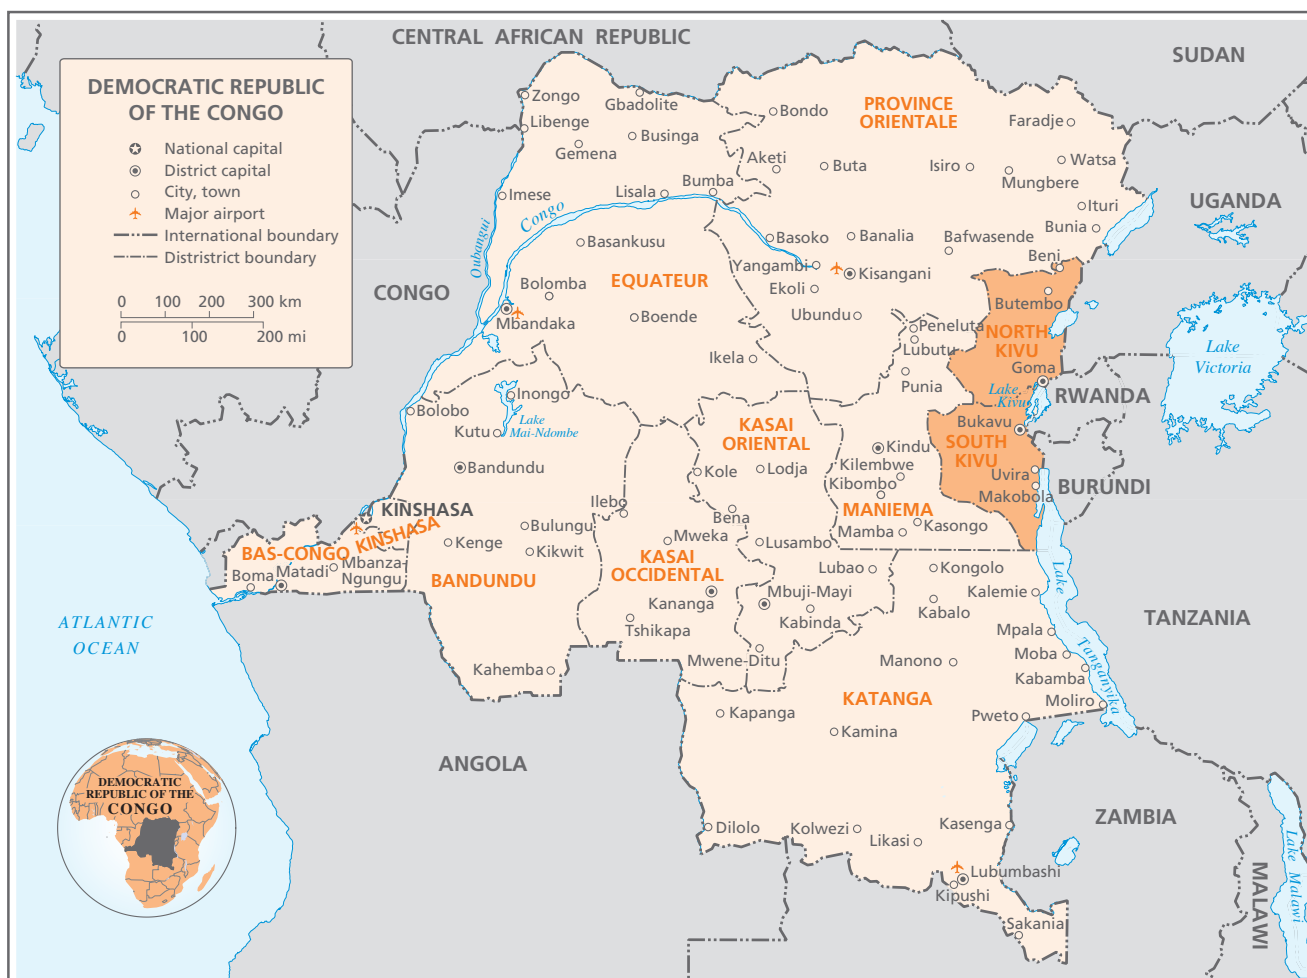 CENTRAL AFRICAN REPUBLIC
SUDAN
DEMOCRATIC REPUBLIC
OF THE CONGO
National capital
District capital
City, town
Major airport
International boundary
Distristrict boundary
0 100 200 300 km
0 100 200 mi
Zongo
Gbadolite
Libenge
Businga
Gemena
Bondo
PROVINCE
ORIENTALE
Faradje
Aketi
Buta
Isiro
Watsa
Mungbere
Imese
Lisala
Bumba
Ituri
UGANDA
Congo
Oubangui
Basankusu
Basoko
Banalia
Bafwasende
Bunia
Beni
Yangambi
Kisangani
EQUATEUR
CONGO
Bolomba
Ekoli
Butembo
Mbandaka
Boende
Ubundu
Peneluta
NORTH
KIVU
Lubutu
Ikela
Goma
Lake
Victoria
Punia
Inongo
Lake
Kivu
RWANDA
Bolobo
Kutu
Lake
Mai-Ndombe
KASAI
ORIENTAL
Bukavu
SOUTH
KIVU
Kindu
Bandundu
Kole
Lodja
Kilembwe
Kibombo
Uvira
Makobola
BURUNDI
Ilebo
Bena
MANIEMA
KINSHASA
KINSHASA
Bulungu
Mweka
Mamba
Kasongo
BAS-CONGO
Kenge
Kikwit
Lusambo
Mbanza-
Ngungu
Boma
Matadi
BANDUNDU
KASAI
OCCIDENTAL
Lubao
Kongolo
Lake
Tanganyika
Kananga
Mbuji-Mayi
Kabinda
Kabalo
Kalemie
TANZANIA
ATLANTIC
OCEAN
Tshikapa
Mpala
Mwene-Ditu
Manono
Moba
Kahemba
Kabamba
KATANGA
Moliro
Kapanga
Pweto
Kamina
ANGOLA
DEMOCRATIC
REPUBLIC OF THE
CONGO
Dilolo
Kolwezi
Likasi
Kasenga
ZAMBIA
Lubumbashi
Kipushi
Sakania
MALAWI
Lake Malawi